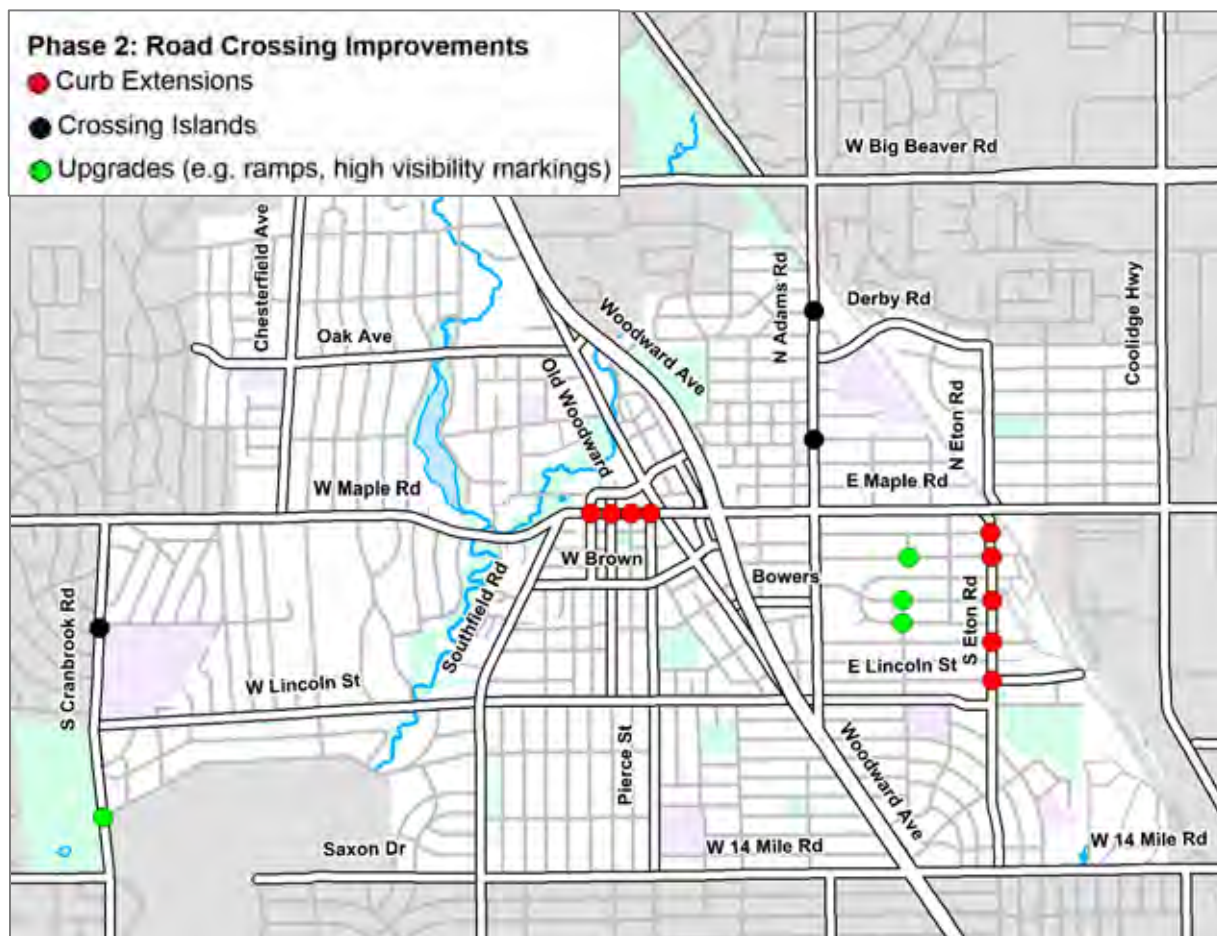 Phase 2: Road Crossing Improvements
Curb Extensions
Crossing Islands
Upgrades (e.g. ramps, high visibility markings)
W Big Beaver Rd
Chesterfield Ave
N Adams Rd
Derby Rd
Coolidge Hwy
Woodward Ave
Oak Ave
Old Woodward
N Eton Rd
W Maple Rd
E Maple Rd
W Brown
Bowers
S Cranbrook Rd
Southfield Rd
S Eton Rd
E Lincoln St
W Lincoln St
Pierce St
Woodward Ave
Saxon Dr
W 14 Mile Rd
W 14 Mile Rd